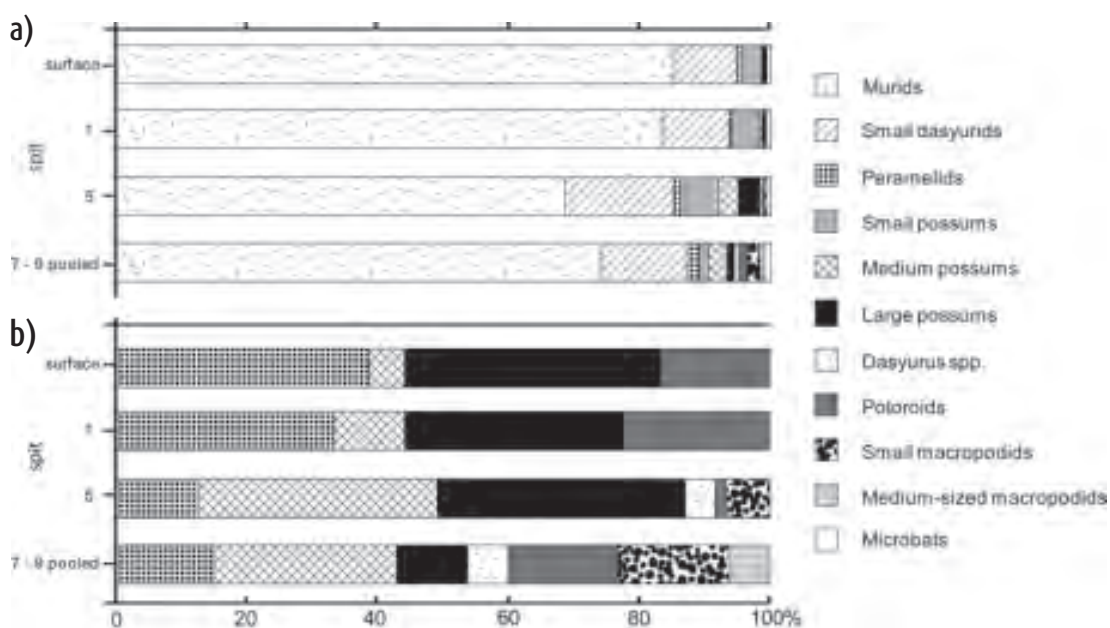 a)
surface
1
spit
5
7 - 9 pooled
Murids
Small dasyurids
Peramelids
Small possums
Medium possums
Large possums
Dasyurus spp.
Potoroids
Small macropodids
Medium-sized macropodids
Microbats
b)
surface
1
spit
5
7 - 9 pooled
0 20 40 60 80 100%